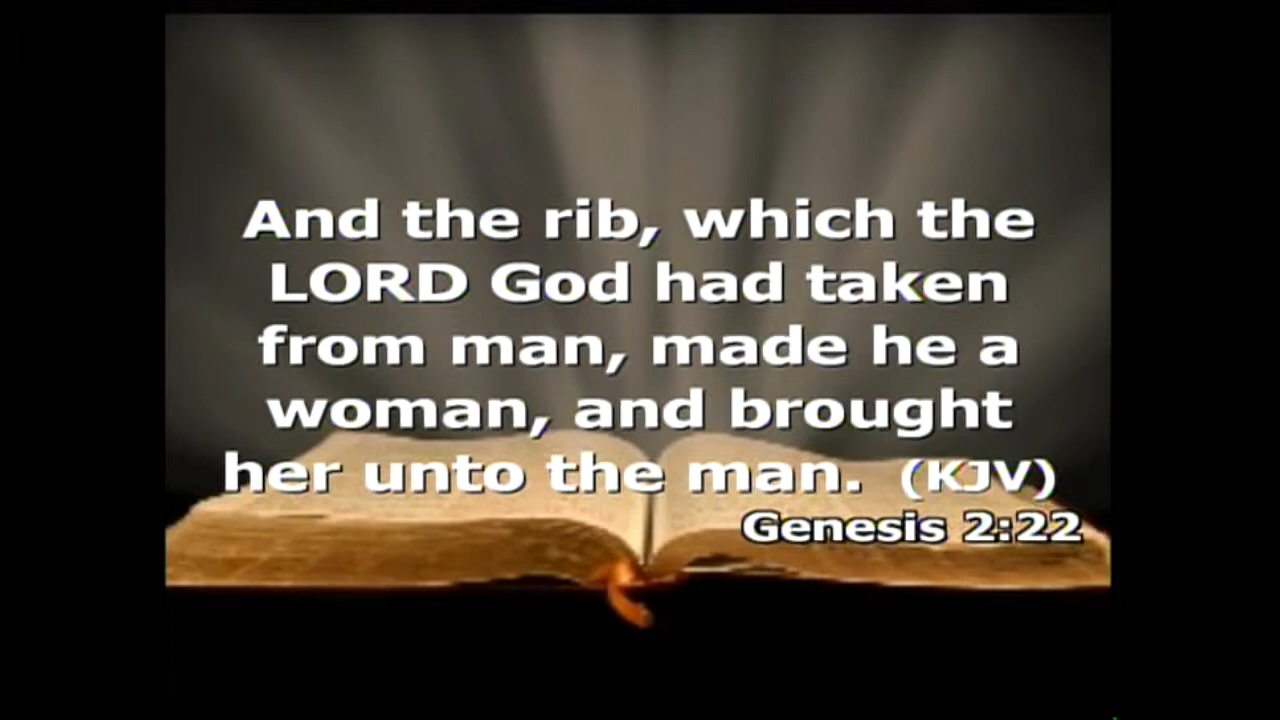 And the rib, which the
LORD God had taken
from man, made he a
woman, and brought
her unto the man. (KJV)
Genesis 2:22